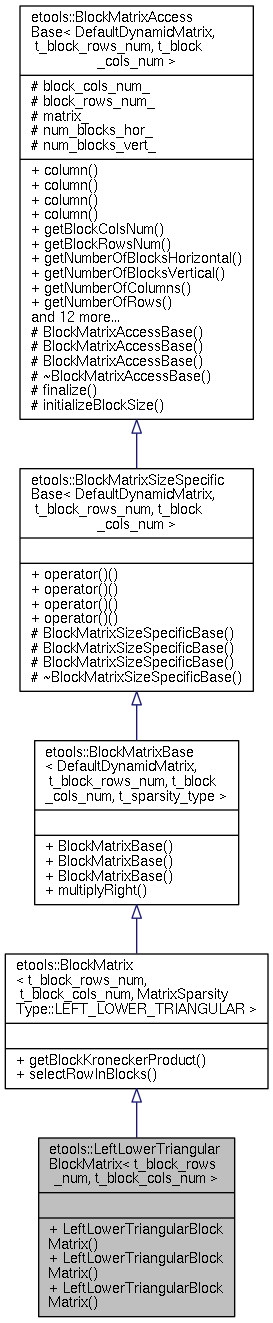 etools::BlockMatrixAccess
Base< DefaultDynamicMatrix,
t_block_rows_num, t_block
_cols_num >
# block_cols_num_
# block_rows_num_
# matrix_
# num_blocks_hor_
# num_blocks_vert_
+ column()
+ column()
+ column()
+ column()
+ getBlockColsNum()
+ getBlockRowsNum()
+ getNumberOfBlocksHorizontal()
+ getNumberOfBlocksVertical()
+ getNumberOfColumns()
+ getNumberOfRows()
and 12 more...
# BlockMatrixAccessBase()
# BlockMatrixAccessBase()
# BlockMatrixAccessBase()
# ~BlockMatrixAccessBase()
# finalize()
# initializeBlockSize()
etools::BlockMatrixSizeSpecific
Base< DefaultDynamicMatrix,
t_block_rows_num, t_block
_cols_num >
+ operator()()
+ operator()()
+ operator()()
+ operator()()
# BlockMatrixSizeSpecificBase()
# BlockMatrixSizeSpecificBase()
# BlockMatrixSizeSpecificBase()
# ~BlockMatrixSizeSpecificBase()
etools::BlockMatrixBase
< DefaultDynamicMatrix,
t_block_rows_num, t_block
_cols_num, t_sparsity_type >
+ BlockMatrixBase()
+ BlockMatrixBase()
+ BlockMatrixBase()
+ multiplyRight()
etools::BlockMatrix
< t_block_rows_num,
t_block_cols_num, MatrixSparsity
Type::LEFT_LOWER_TRIANGULAR >
+ getBlockKroneckerProduct()
+ selectRowInBlocks()
etools::LeftLowerTriangular
BlockMatrix< t_block_rows
_num, t_block_cols_num >
+ LeftLowerTriangularBlock
Matrix()
+ LeftLowerTriangularBlock
Matrix()
+ LeftLowerTriangularBlock
Matrix()